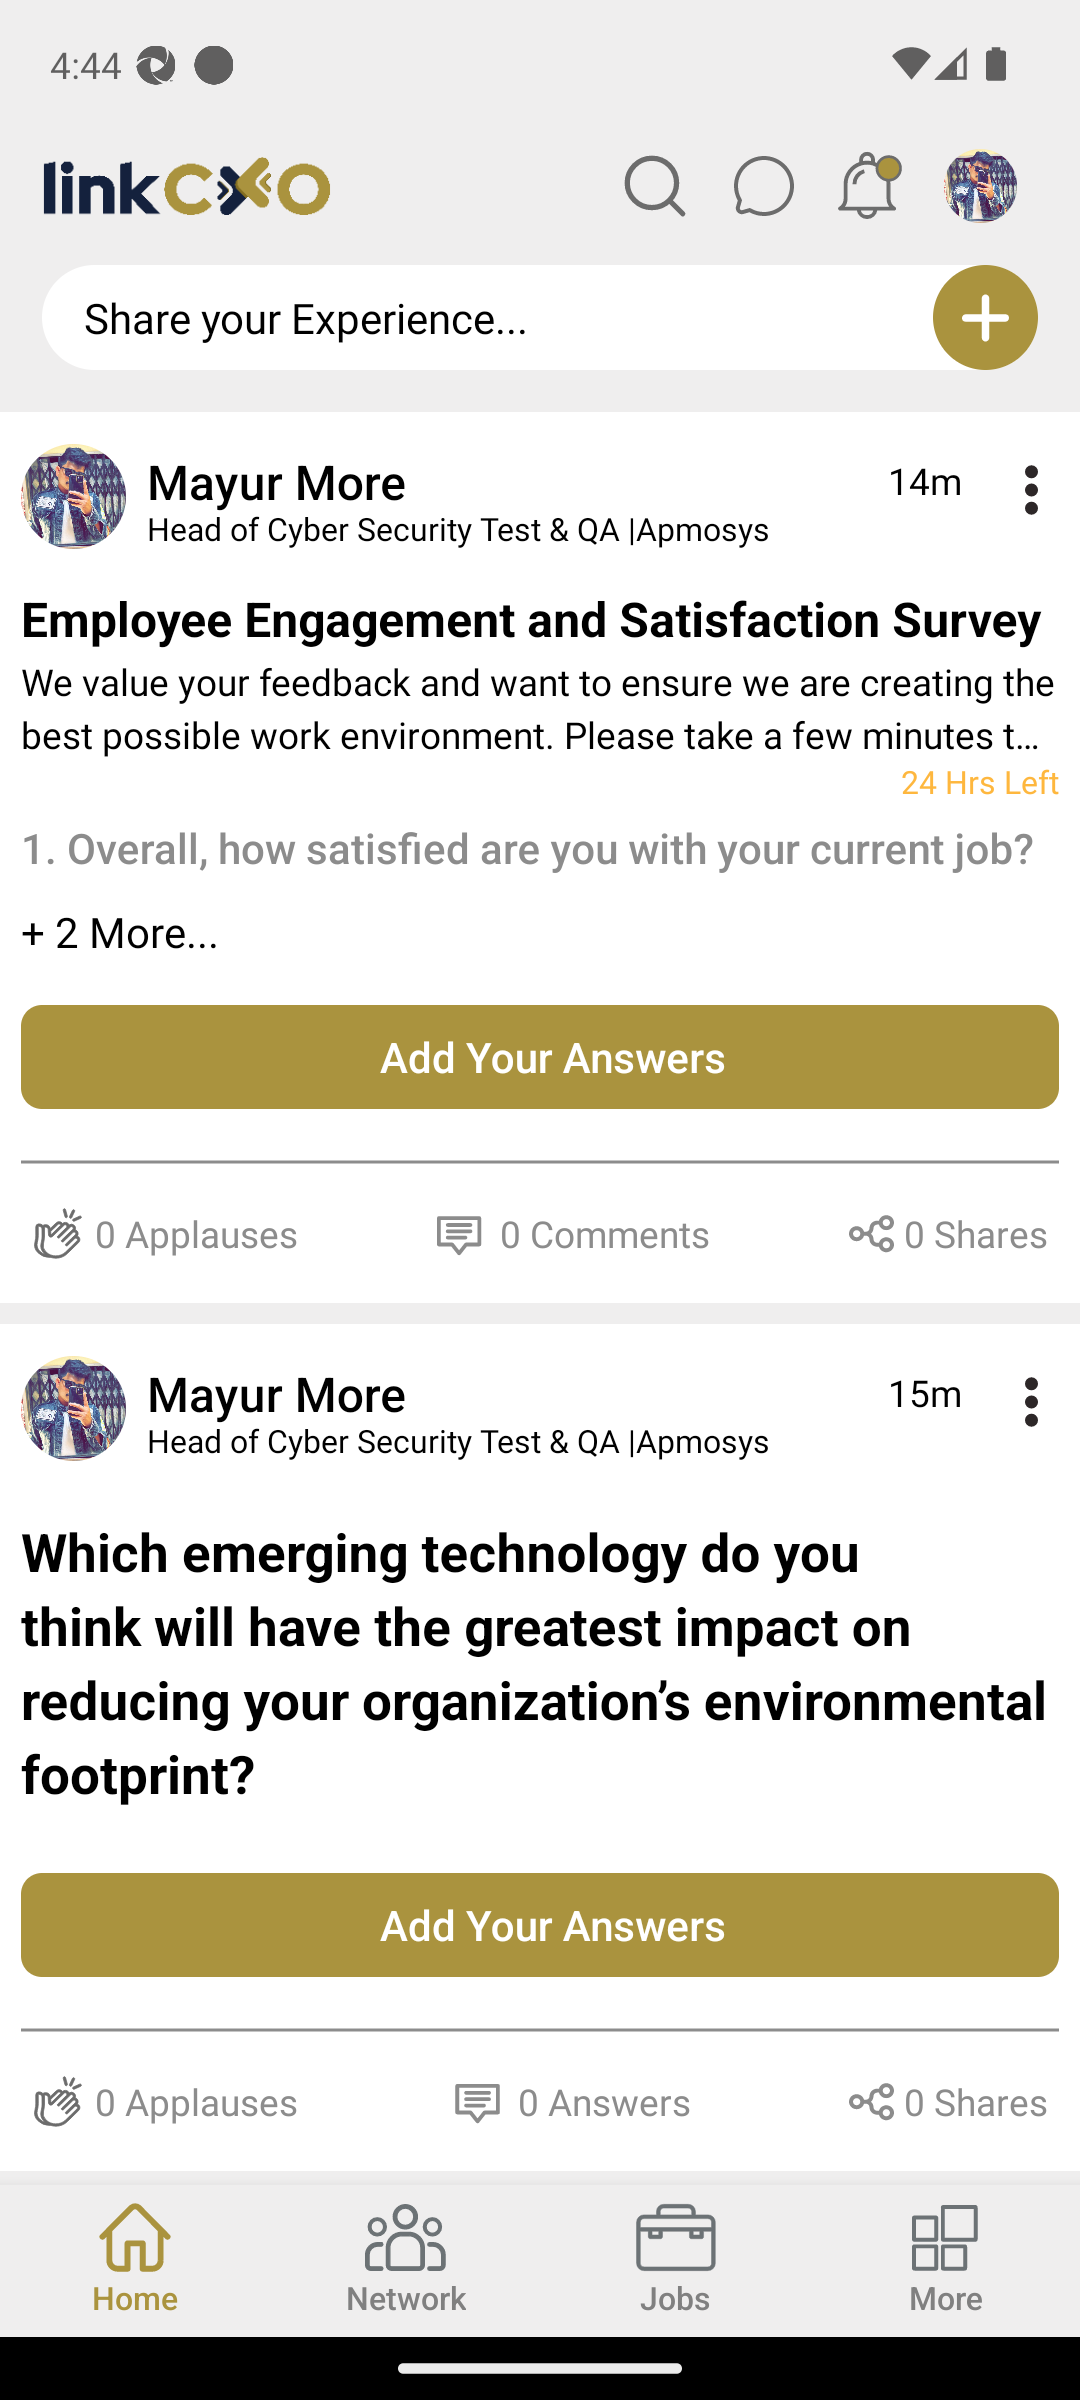 4:44
linkCXO
Share your Experience...
Mayur More
14m
Head of Cyber Security Test & QA |Apmosys
Employee Engagement and Satisfaction Survey
We value your feedback and want to ensure we are creating the
best possible work environment. Please take a few minutes t...
24 Hrs Left
1. Overall, how satisfied are you with your current job?
+ 2 More...
Add Your Answers
0 Applauses
0 Comments
0 Shares
Mayur More
15m
Head of Cyber Security Test & QA |Apmosys
Which emerging technology do you
think will have the greatest impact on
reducing your organization’s environmental
footprint?
Add Your Answers
0 Applauses
0 Answers
0 Shares
Home
Network
Jobs
More